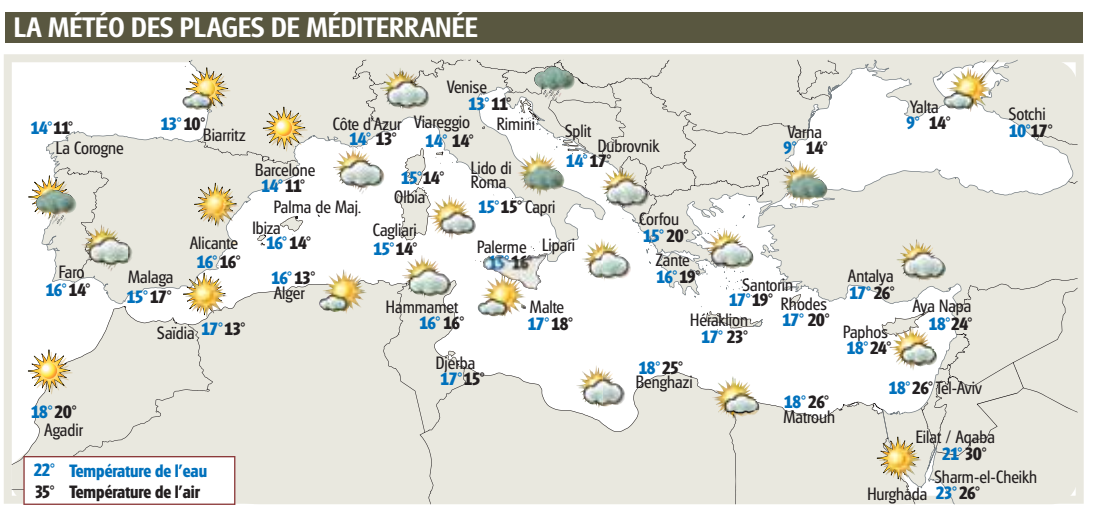 LA MÉTÉO DES PLAGES DE MÉDITERRANÉE
Venise
13° 11°
Rimini
14° 11°
La Corogne
13° 10°
Biarritz
Côte d'Azur
14° 13°
Viareggio
14° 14°
Split
14° 17°
Dubrovnik
Varna
9° 14°
Yalta
9° 14°
Sotchi
10° 17°
Barcelone
14° 11°
15° 14°
Olbia
Lido di
Roma
15° 15° Capri
Palma de Maj.
Ibiza
16° 14°
Cagliari
15° 14°
Corfou
15° 20°
Alicante
16° 16°
Palerme
15° 16°
Lipari
Zante
16° 19°
Faro
16° 14°
Malaga
15° 17°
16° 13°
Alger
Santorin
17° 19°
Rhodes
17° 20°
Antalya
17° 26°
Hammamet
16° 16°
Malte
17° 18°
Héraklion
17° 23°
Aya Napa
18° 24°
Saïdia 17° 13°
Paphos
18° 24°
Djerba
17° 15°
18° 25°
Benghazi
18° 26° Tel-Aviv
18° 20°
Agadir
18° 26°
Matrouh
Eilat / Aqaba
21° 30°
22° Température de l'eau
35° Température de l'air
Sharm-el-Cheikh
Hurghada 23° 26°